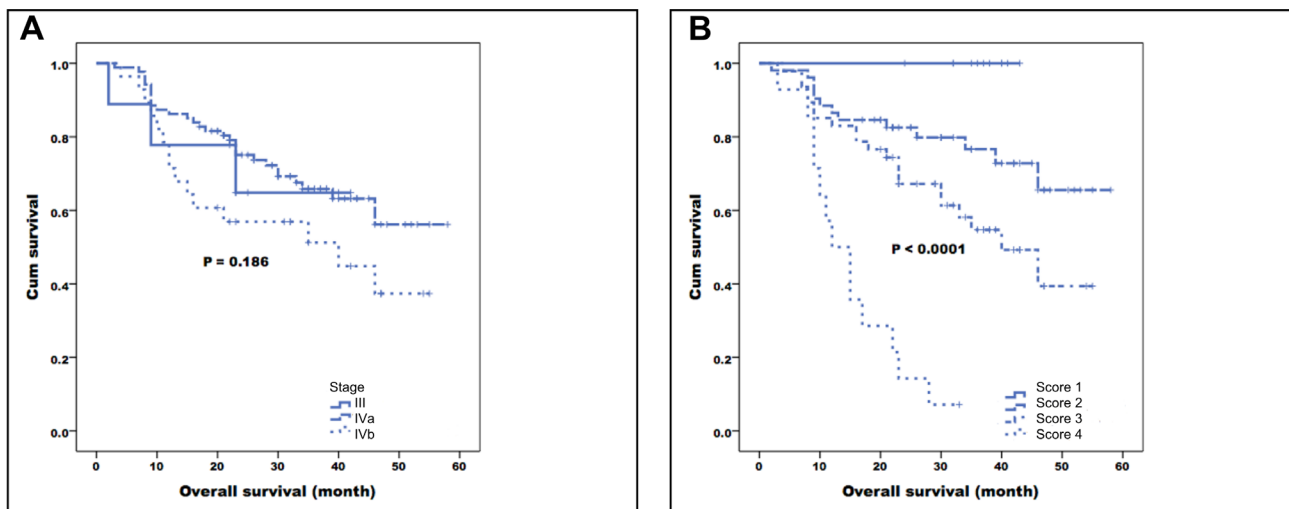 A
1.0
0.8
0.6
0.4
0.2
0.0
Cum survival
P = 0.186
Stage
III
IVa
IVb
0 10 20 30 40 50 60
Overall survival (month)
B
1.0
0.8
0.6
0.4
0.2
0.0
Cum survival
P < 0.0001
Score 1
Score 2
Score 3
Score 4
0 10 20 30 40 50 60
Overall survival (month)